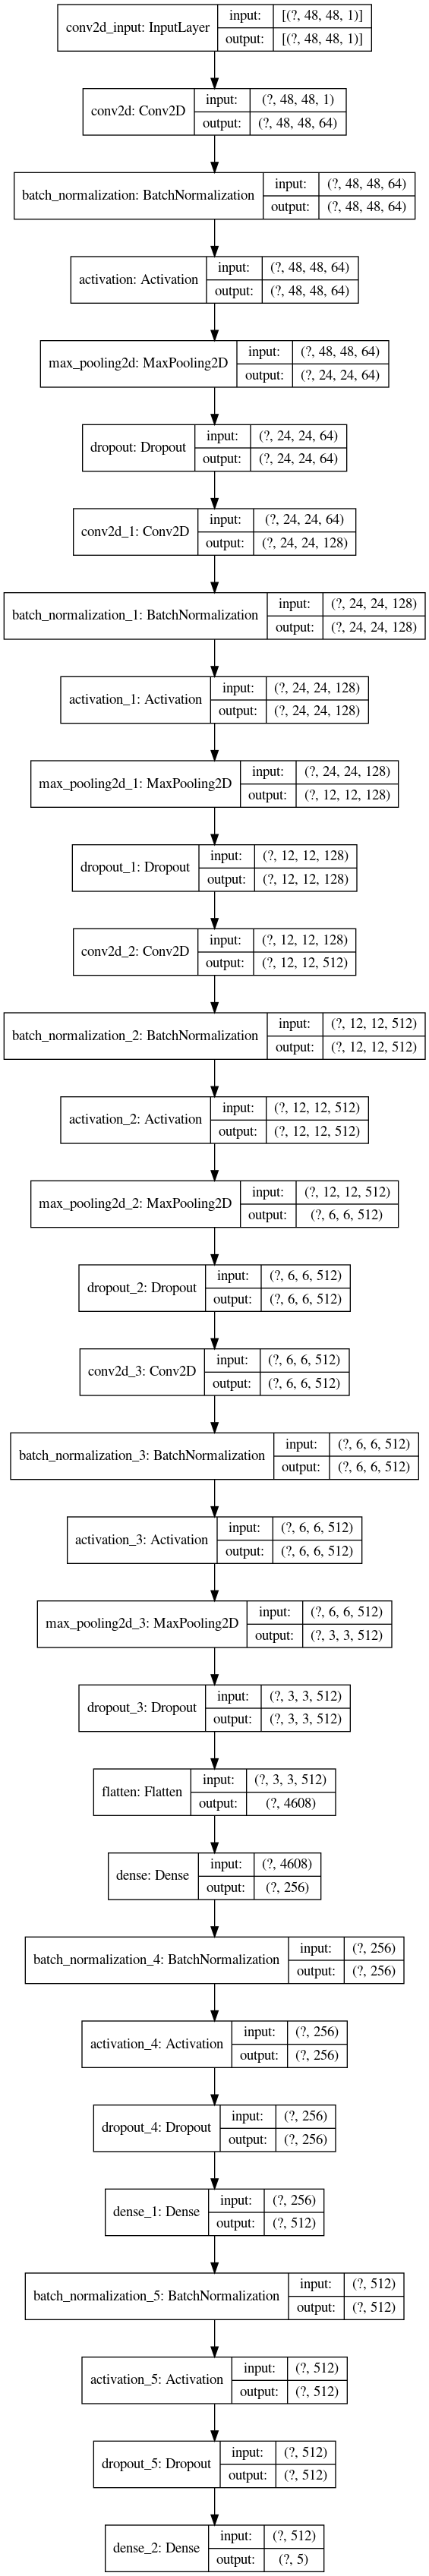 conv2d_input: InputLayer
input: [(?, 48, 48, 1)]
output: [(?, 48, 48, 1)]
conv2d: Conv2D
input: (?, 48, 48, 1)
output: (?, 48, 48, 64)
batch_normalization: BatchNormalization
input: (?, 48, 48, 64)
output: (?, 48, 48, 64)
activation: Activation
input: (?, 48, 48, 64)
output: (?, 48, 48, 64)
max_pooling2d: MaxPooling2D
input: (?, 48, 48, 64)
output: (?, 24, 24, 64)
dropout: Dropout
input: (?, 24, 24, 64)
output: (?, 24, 24, 64)
conv2d_1: Conv2D
input: (?, 24, 24, 64)
output: (?, 24, 24, 128)
batch_normalization_1: BatchNormalization
input: (?, 24, 24, 128)
output: (?, 24, 24, 128)
activation_1: Activation
input: (?, 24, 24, 128)
output: (?, 24, 24, 128)
max_pooling2d_1: MaxPooling2D
input: (?, 24, 24, 128)
output: (?, 12, 12, 128)
dropout_1: Dropout
input: (?, 12, 12, 128)
output: (?, 12, 12, 128)
conv2d_2: Conv2D
input: (?, 12, 12, 128)
output: (?, 12, 12, 512)
batch_normalization_2: BatchNormalization
input: (?, 12, 12, 512)
output: (?, 12, 12, 512)
activation_2: Activation
input: (?, 12, 12, 512)
output: (?, 12, 12, 512)
max_pooling2d_2: MaxPooling2D
input: (?, 12, 12, 512)
output: (?, 6, 6, 512)
dropout_2: Dropout
input: (?, 6, 6, 512)
output: (?, 6, 6, 512)
conv2d_3: Conv2D
input: (?, 6, 6, 512)
output: (?, 6, 6, 512)
batch_normalization_3: BatchNormalization
input: (?, 6, 6, 512)
output: (?, 6, 6, 512)
activation_3: Activation
input: (?, 6, 6, 512)
output: (?, 6, 6, 512)
max_pooling2d_3: MaxPooling2D
input: (?, 6, 6, 512)
output: (?, 3, 3, 512)
dropout_3: Dropout
input: (?, 3, 3, 512)
output: (?, 3, 3, 512)
flatten: Flatten
input: (?, 3, 3, 512)
output: (?, 4608)
dense: Dense
input: (?, 4608)
output: (?, 256)
batch_normalization_4: BatchNormalization
input: (?, 256)
output: (?, 256)
activation_4: Activation
input: (?, 256)
output: (?, 256)
dropout_4: Dropout
input: (?, 256)
output: (?, 256)
dense_1: Dense
input: (?, 256)
output: (?, 512)
batch_normalization_5: BatchNormalization
input: (?, 512)
output: (?, 512)
activation_5: Activation
input: (?, 512)
output: (?, 512)
dropout_5: Dropout
input: (?, 512)
output: (?, 512)
dense_2: Dense
input: (?, 512)
output: (?, 5)